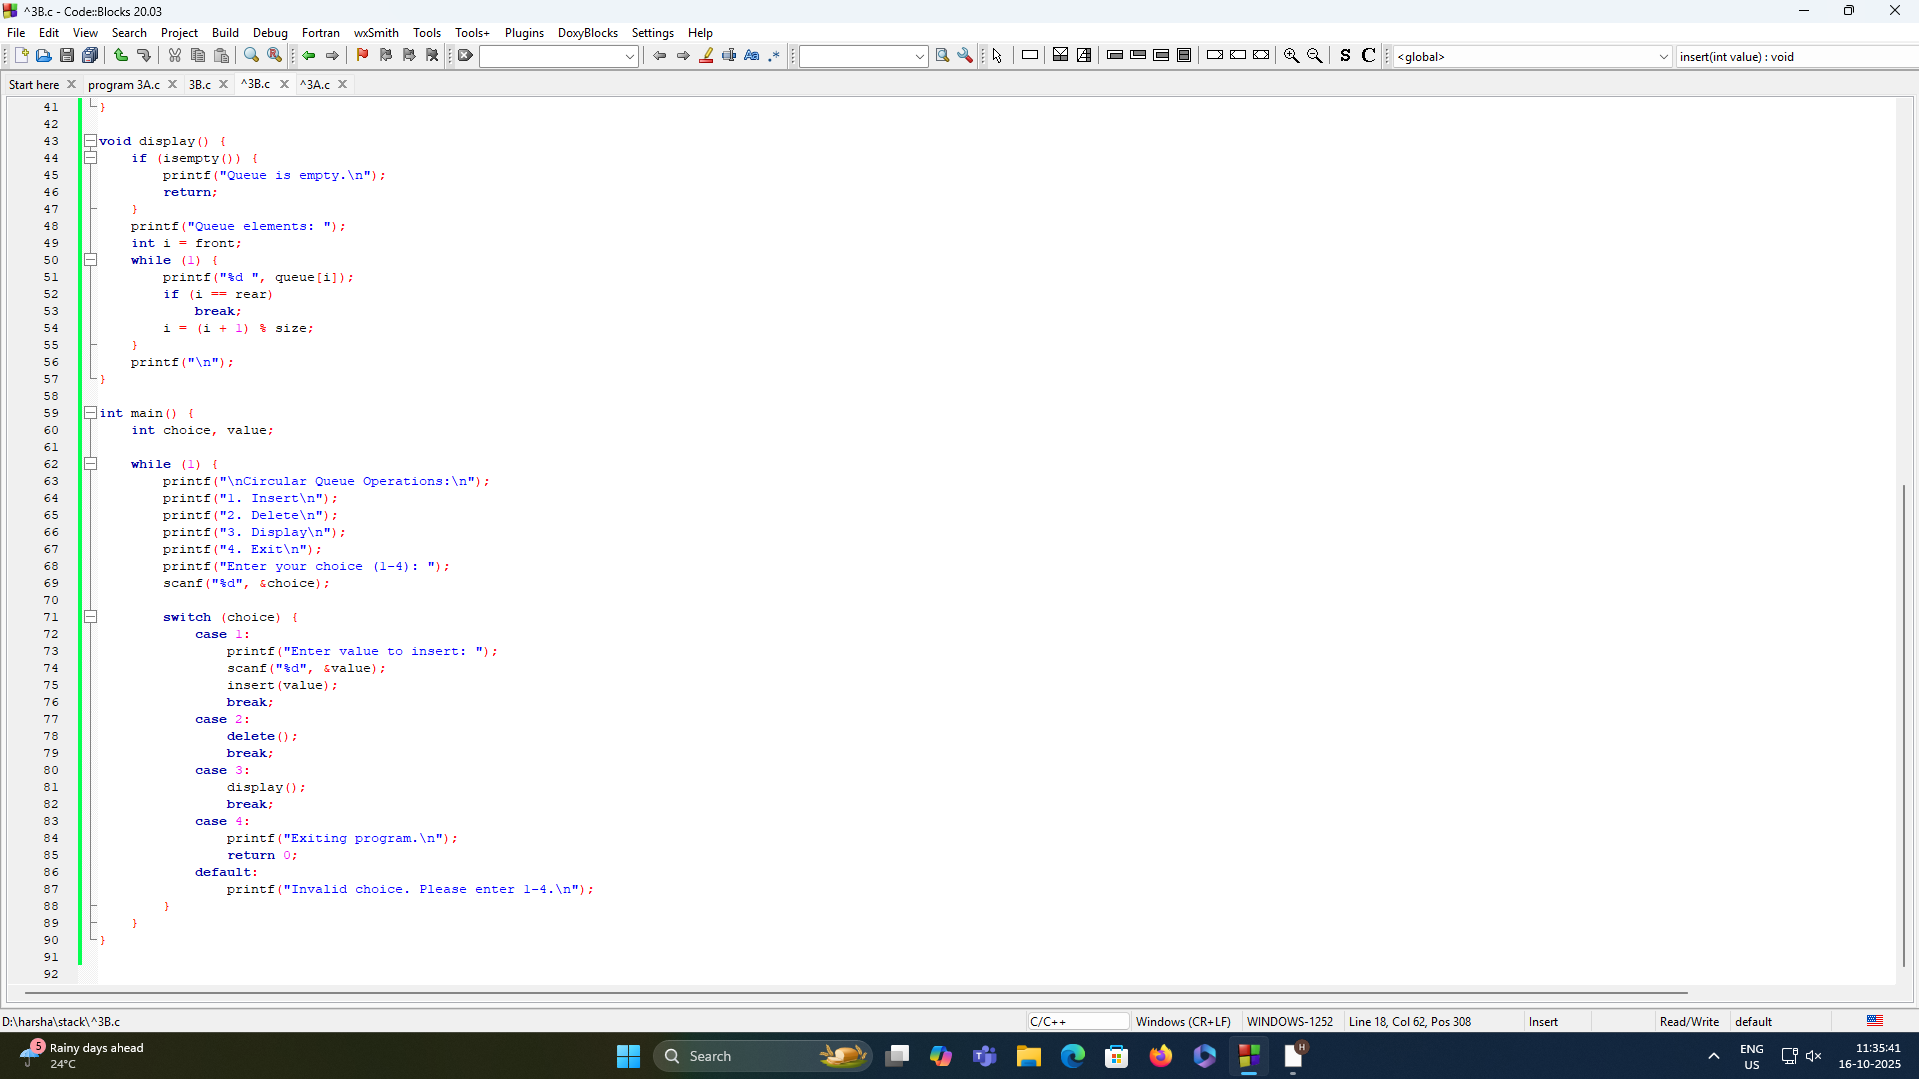 ^3B.c - Code::Blocks 20.03
File Edit View Search Project Build Debug Fortran wxSmith Tools Tools+ Plugins DoxyBlocks Settings Help
S C <global> insert(int value) : void
Start here program 3A.c 3B.c ^3B.c ^3A.c
41 }
42
43 void display() {
44     if (isempty()) {
45         printf("Queue is empty.\n");
46         return;
47     }
48     printf("Queue elements: ");
49     int i = front;
50     while (1) {
51         printf("%d ", queue[i]);
52         if (i == rear)
53             break;
54         i = (i + 1) % size;
55     }
56     printf("\n");
57 }
58
59 int main() {
60     int choice, value;
61
62     while (1) {
63         printf("\nCircular Queue Operations:\n");
64         printf("1. Insert\n");
65         printf("2. Delete\n");
66         printf("3. Display\n");
67         printf("4. Exit\n");
68         printf("Enter your choice (1-4): ");
69         scanf("%d", &choice);
70
71         switch (choice) {
72             case 1:
73                 printf("Enter value to insert: ");
74                 scanf("%d", &value);
75                 insert(value);
76                 break;
77             case 2:
78                 delete();
79                 break;
80             case 3:
81                 display();
82                 break;
83             case 4:
84                 printf("Exiting program.\n");
85                 return 0;
86             default:
87                 printf("Invalid choice. Please enter 1-4.\n");
88         }
89     }
90 }
91
92
D:\harsha\stack\^3B.c C/C++ Windows (CR+LF) WINDOWS-1252 Line 18, Col 62, Pos 308 Insert Read/Write default
5 Rainy days ahead
24°C
Search
H
ENG
US
11:35:41
16-10-2025